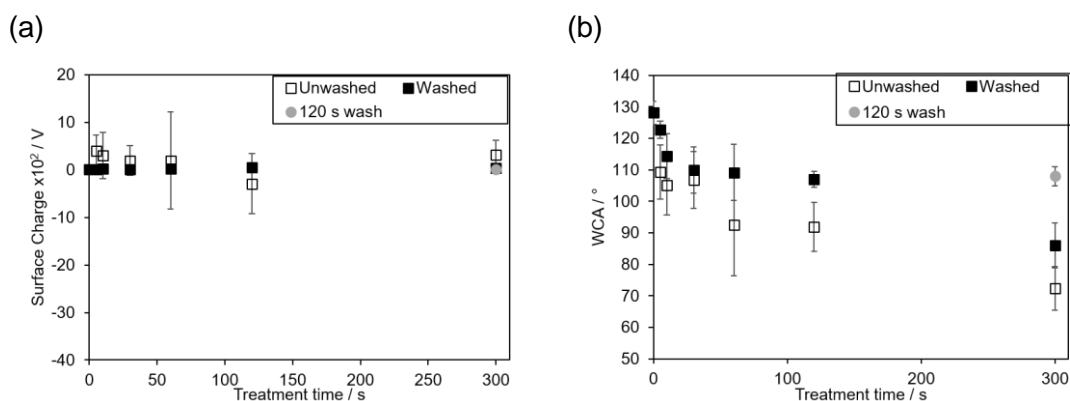 (a)
Surface Charge x10² / V
20
10
0
-10
-20
-30
-40
Unwashed
Washed
120 s wash
0
50
100
150
200
250
300
Treatment time / s
(b)
WCA / °
140
130
120
110
100
90
80
70
60
50
Unwashed
Washed
120 s wash
0
100
200
300
Treatment time / s